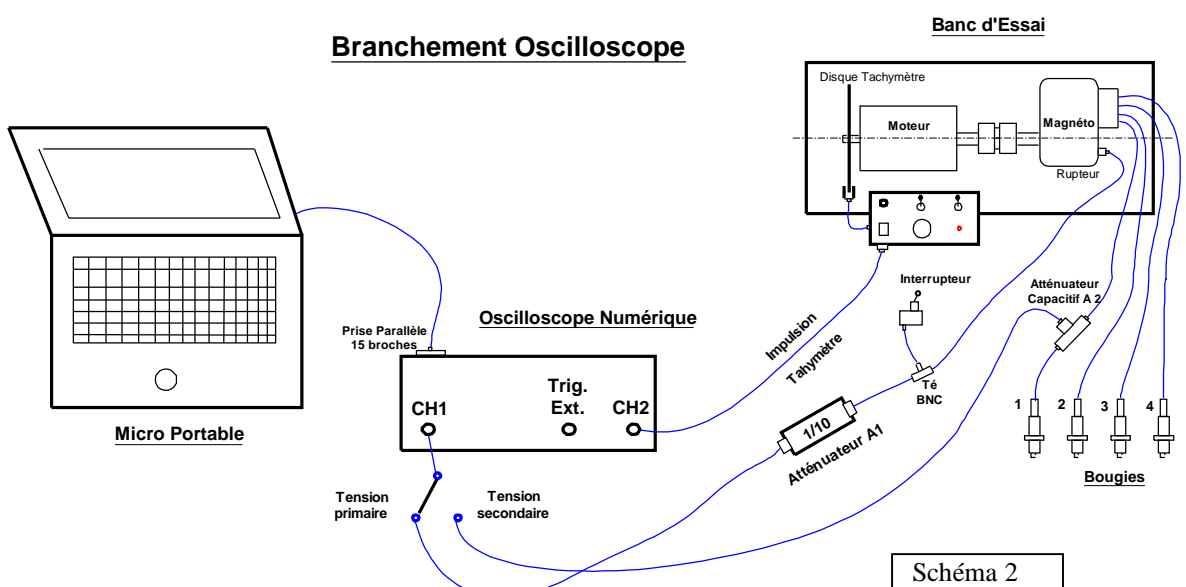 Banc d'Essai
Branchement Oscilloscope
Disque Tachymètre
Moteur
Magnéto
Rupteur
Interrupteur
Atténuateur
Capacitif A 2
Prise Parallèle
15 broches
Oscilloscope Numérique
Impulsion
Tahymètre
Té
BNC
CH1
Trig.
Ext.
CH2
1/10
Atténuateur A1
1
2
3
4
Bougies
Micro Portable
Tension
primaire
Tension
secondaire
Schéma 2